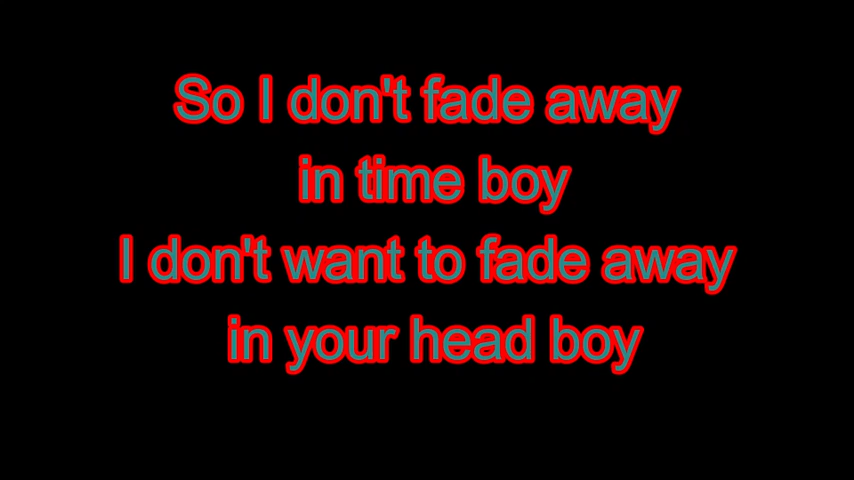 So I don't fade away
in time boy
I don't want to fade away
in your head boy